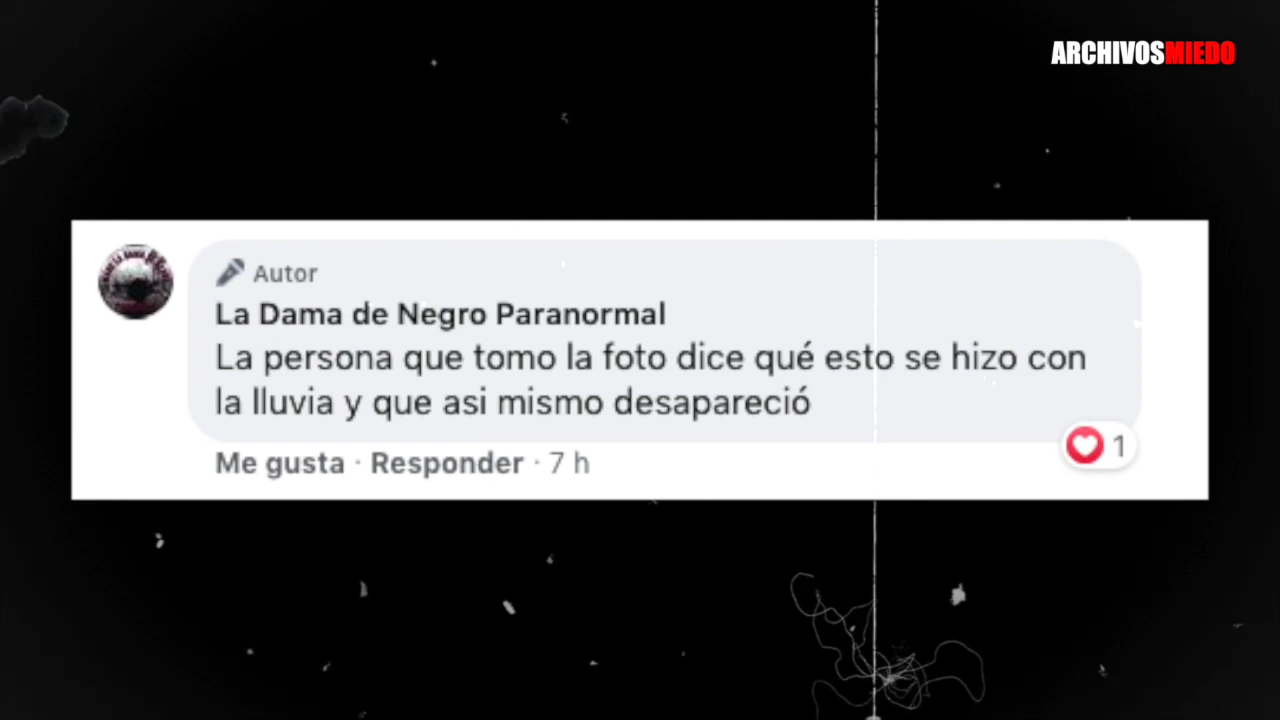 ARCHIVOSMIEDO
Autor
La Dama de Negro Paranormal
La persona que tomo la foto dice qué esto se hizo con
la lluvia y que asi mismo desapareció
Me gusta · Responder · 7 h
1